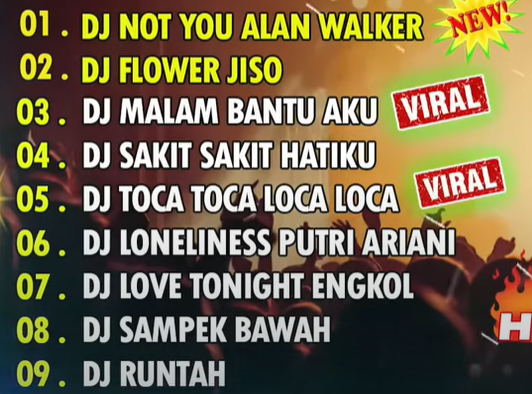 01. DJ NOT YOU ALAN WALKER NEW!
02. DJ FLOWER JISO
03. DJ MALAM BANTU AKU VIRAL
04. DJ SAKIT SAKIT HATIKU
05. DJ TOCA TOCA LOCA LOCA VIRAL
06. DJ LONELINESS PUTRI ARIANI
07. DJ LOVE TONIGHT ENGKOL
08. DJ SAMPEK BAWAH H
09. DJ RUNTAH